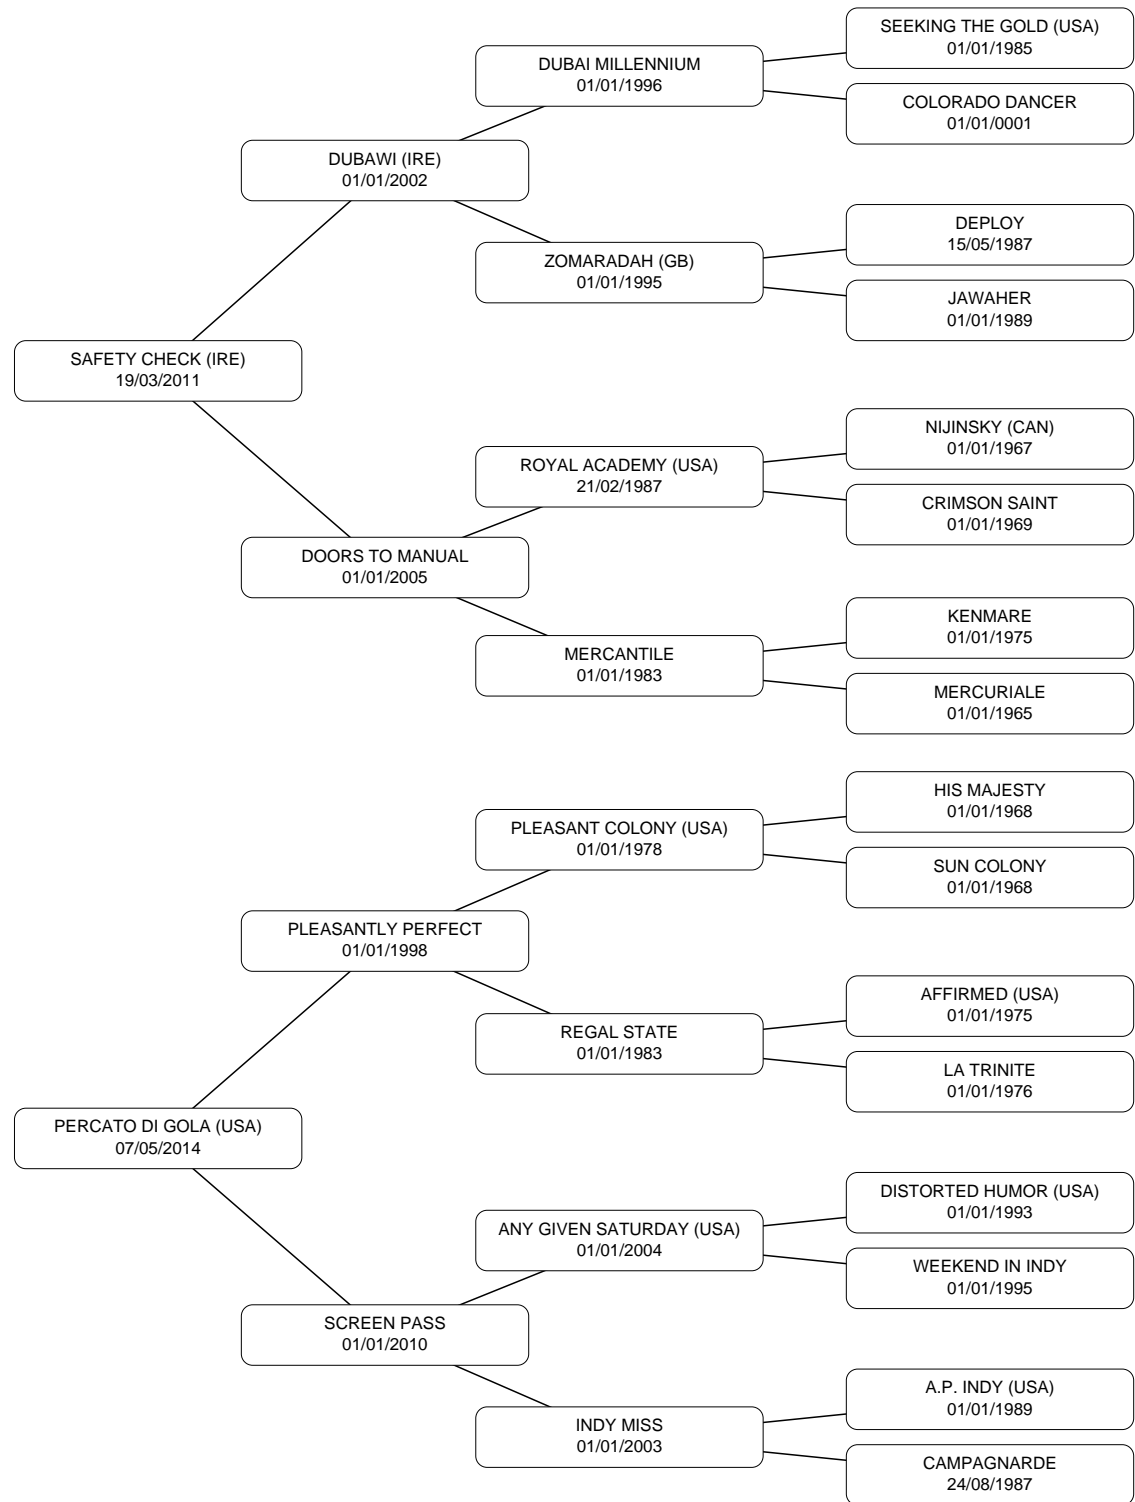 SEEKING THE GOLD (USA)
01/01/1985
DUBAI MILLENNIUM
01/01/1996
COLORADO DANCER
01/01/0001
DUBAWI (IRE)
01/01/2002
DEPLOY
15/05/1987
ZOMARADAH (GB)
01/01/1995
JAWAHER
01/01/1989
SAFETY CHECK (IRE)
19/03/2011
NIJINSKY (CAN)
01/01/1967
ROYAL ACADEMY (USA)
21/02/1987
CRIMSON SAINT
01/01/1969
DOORS TO MANUAL
01/01/2005
KENMARE
01/01/1975
MERCANTILE
01/01/1983
MERCURIALE
01/01/1965
HIS MAJESTY
01/01/1968
PLEASANT COLONY (USA)
01/01/1978
SUN COLONY
01/01/1968
PLEASANTLY PERFECT
01/01/1998
AFFIRMED (USA)
01/01/1975
REGAL STATE
01/01/1983
LA TRINITE
01/01/1976
PERCATO DI GOLA (USA)
07/05/2014
DISTORTED HUMOR (USA)
01/01/1993
ANY GIVEN SATURDAY (USA)
01/01/2004
WEEKEND IN INDY
01/01/1995
SCREEN PASS
01/01/2010
A.P. INDY (USA)
01/01/1989
INDY MISS
01/01/2003
CAMPAGNARDE
24/08/1987